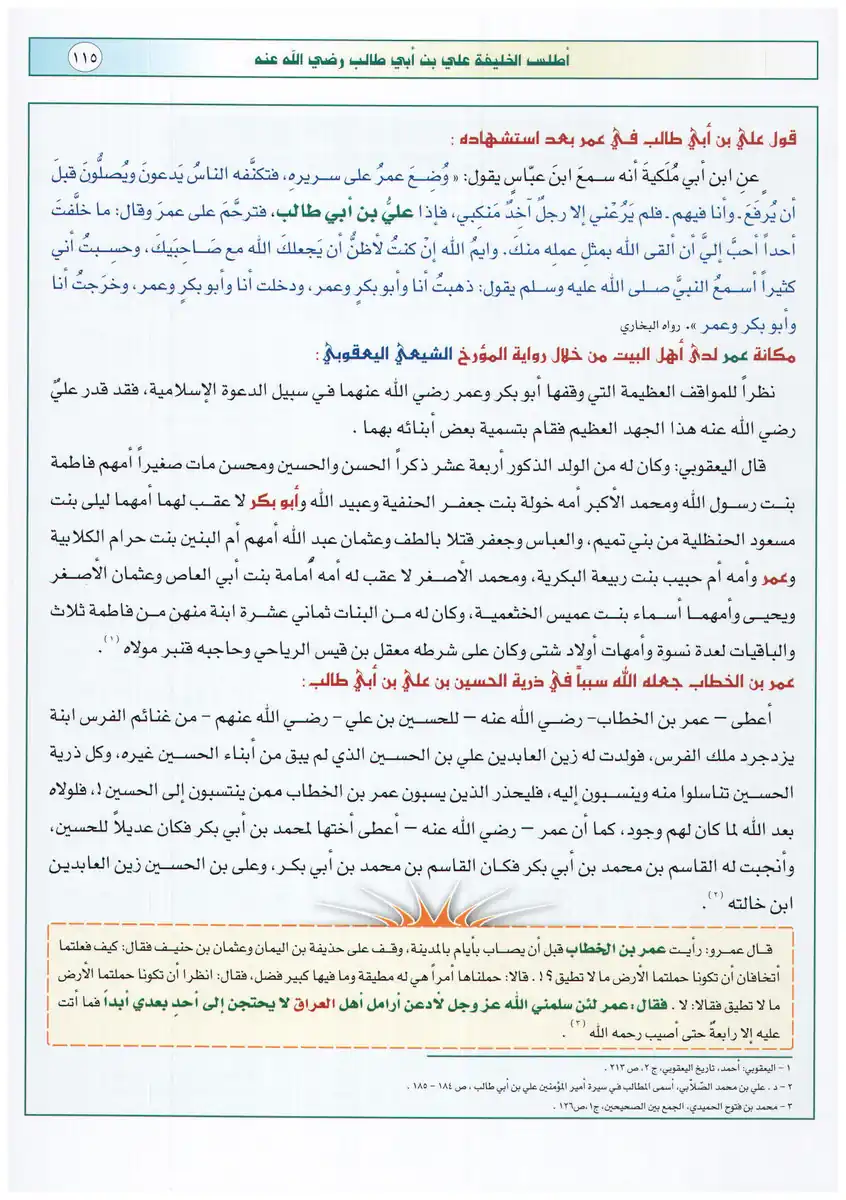 أطلس الخليفة علي بن أبي طالب رضي الله عنه
١١٥
قول علي بن أبي طالب في عمر بعد استشهاده :
عنِ ابن أبي مُلَكيةَ أنه سمعَ ابنَ عبّاسٍ يقول: « وُضِعَ عمرُ على سريرهِ، فتكنَّفه الناسُ يَدعونَ ويُصلُّونَ قبلَ
أن يُرفَعَ ـ وأنا فيهم ـ فلم يَرُعْني إلا رجلٌ آخِذٌ مَنكِبي، فإذا عليُّ بن أبي طالب، فترحَّمَ على عمرَ وقال: ما خلَّفتَ
أحداً أحبَّ إليَّ أن ألقى الله بمثلِ عملِه منكَ. وايمُ الله إنْ كنتُ لأظنُّ أن يَجعلكَ الله مع صَاحِبَيكَ، وحسِبتُ أني
كثيراً أسمعُ النبيَّ صلى الله عليه وسلم يقول: ذهبتُ أنا وأبو بكرٍ وعمر، ودخلت أنا وأبو بكرٍ وعمر، وخرَجتُ أنا
وأبو بكر وعمر ». رواه البخاري
مكانة عمر لدى أهل البيت من خلال رواية المؤرخ الشيعي اليعقوبي :
نظراً للمواقف العظيمة التي وقفها أبو بكر وعمر رضي الله عنهما في سبيل الدعوة الإسلامية، فقد قدر عليٌ
رضي الله عنه هذا الجهد العظيم فقام بتسمية بعض أبنائه بهما .
قال اليعقوبي: وكان له من الولد الذكور أربعة عشر ذكراً الحسن والحسين ومحسن مات صغيراً أمهم فاطمة
بنت رسول الله ومحمد الأكبر أمه خولة بنت جعفر الحنفية وعبيد الله وأبو بكر لا عقب لهما أمهما ليلى بنت
مسعود الحنظلية من بني تميم، والعباس وجعفر قتلا بالطف وعثمان عبد الله أمهم أم البنين بنت حرام الكلابية
وعمر وأمه أم حبيب بنت ربيعة البكرية، ومحمد الأصغر لا عقب له أمه أُمامة بنت أبي العاص وعثمان الأصغر
ويحيى وأمهما أسماء بنت عميس الخثعمية، وكان له من البنات ثماني عشرة ابنة منهن من فاطمة ثلاث
والباقيات لعدة نسوة وأمهات أولاد شتى وكان على شرطه معقل بن قيس الرياحي وحاجبه قنبر مولاه (١).
عمر بن الخطاب جعله الله سبباً في ذرية الحسين بن علي بن أبي طالب :
أعطى – عمر بن الخطاب- رضي الله عنه – للحسين بن علي - رضي الله عنهم - من غنائم الفرس ابنة
يزدجرد ملك الفرس، فولدت له زين العابدين علي بن الحسين الذي لم يبق من أبناء الحسين غيره، وكل ذرية
الحسين تناسلوا منه وينسبون إليه، فليحذر الذين يسبون عمر بن الخطاب ممن ينتسبون إلى الحسين !، فلولاه
بعد الله لما كان لهم وجود، كما أن عمر – رضي الله عنه – أعطى أختها لمحمد بن أبي بكر فكان عديلاً للحسين،
وأنجبت له القاسم بن محمد بن أبي بكر فكان القاسم بن محمد بن أبي بكر، وعلى بن الحسين زين العابدين
ابن خالته (٢).
قال عمرو: رأيت عمر بن الخطاب قبل أن يصاب بأيام بالمدينة، وقف على حذيفة بن اليمان وعثمان بن حنيف فقال: كيف فعلتما
أتخافان أن تكونا حملتما الأرض ما لا تطيق؟!. قالا: حملناها أمراً هي له مطيقة وما فيها كبير فضل، فقال: انظرا أن تكونا حملتما الأرض
ما لا تطيق فقالا: لا . فقال: عمر لئن سلمني الله عز وجل لأدعن أرامل أهل العراق لا يحتجن إلى أحدٍ بعدي أبداً فما أتت
عليه إلا رابعةٌ حتى أصيب رحمه الله (٣).
١ - اليعقوبي: أحمد، تاريخ اليعقوبي، ج ٢، ص ٢١٣ .
٢- د . علي بن محمد الصّلاّبي، أسمى المطالب في سيرة أمير المؤمنين علي بن أبي طالب ، ص ١٨٤ - ١٨٥ .
٣ - محمد بن فتوح الحميدي، الجمع بين الصحيحين، ج١،ص١٢٦ .